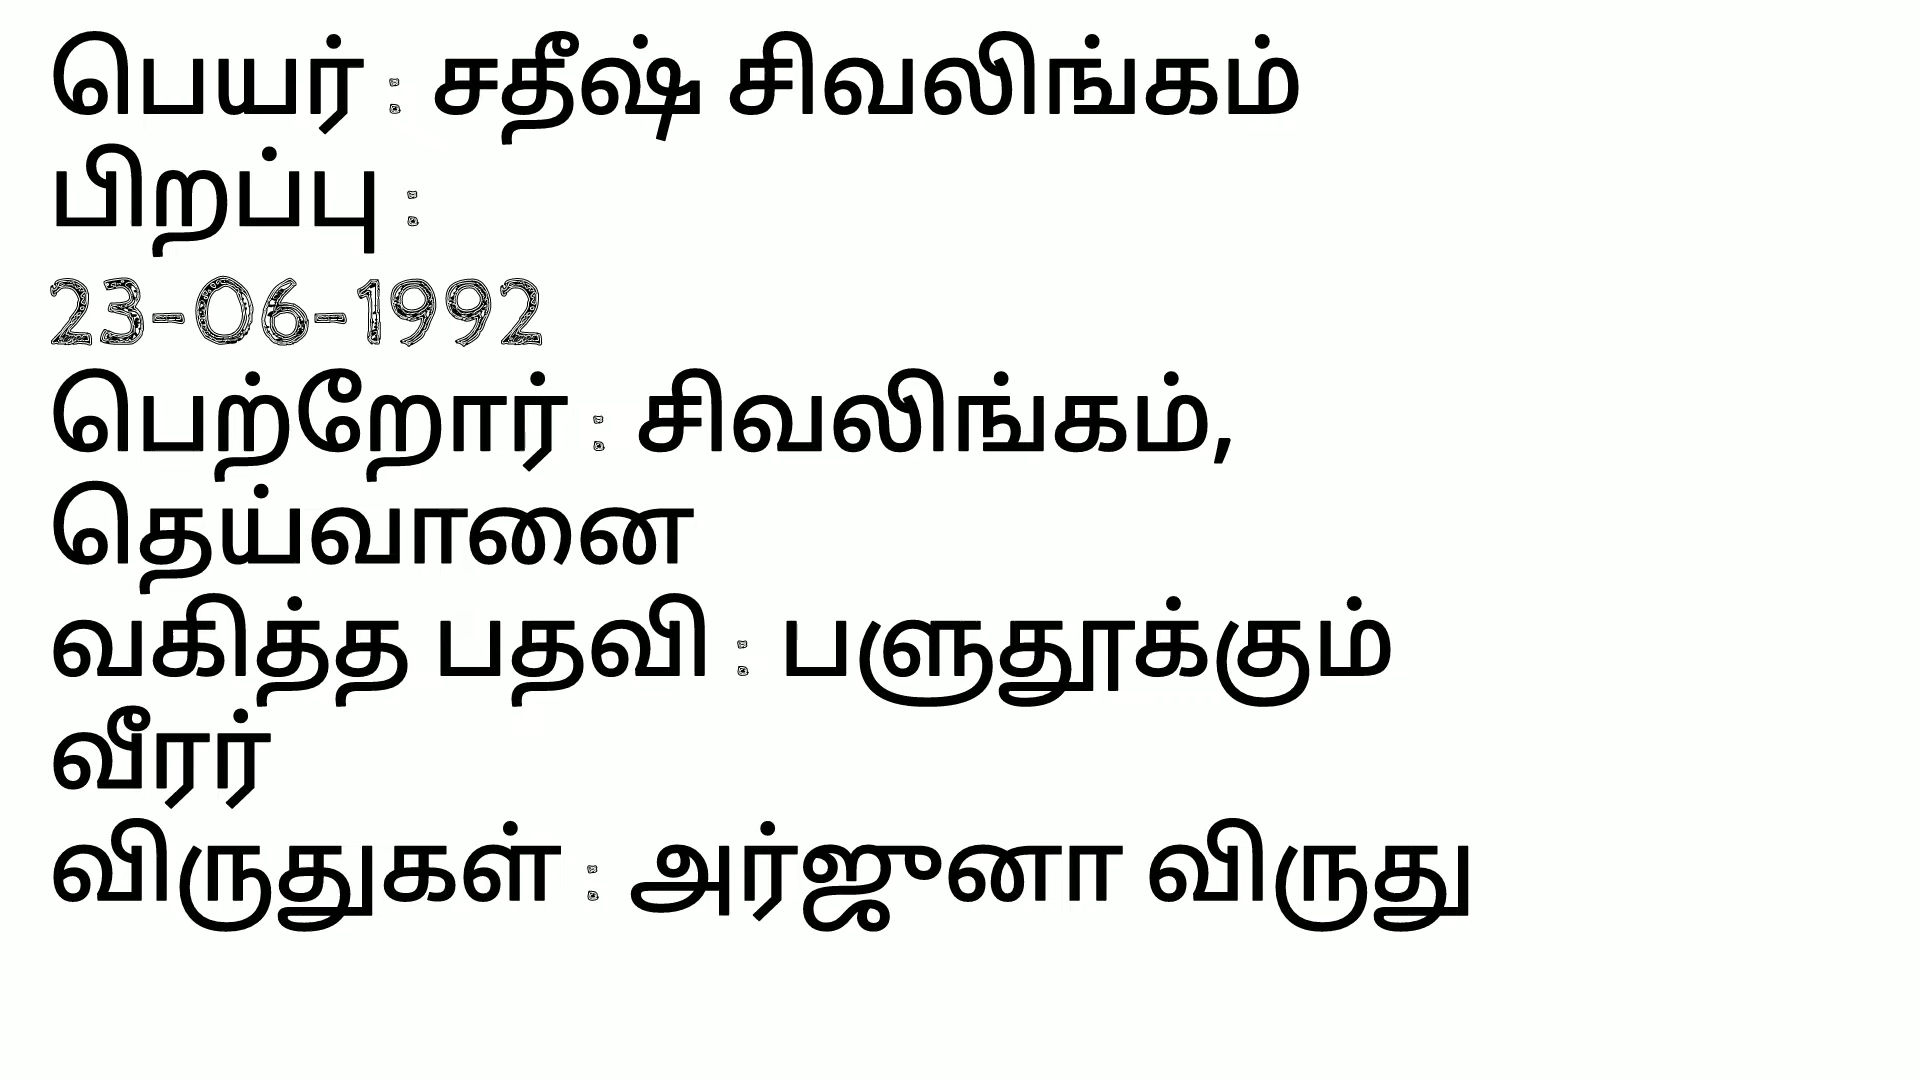 பெயர் : சதீஷ் சிவலிங்கம்
பிறப்பு :
23-06-1992
பெற்றோர் : சிவலிங்கம்,
தெய்வானை
வகித்த பதவி : பளுதூக்கும்
வீரர்
விருதுகள் : அர்ஜுனா விருது